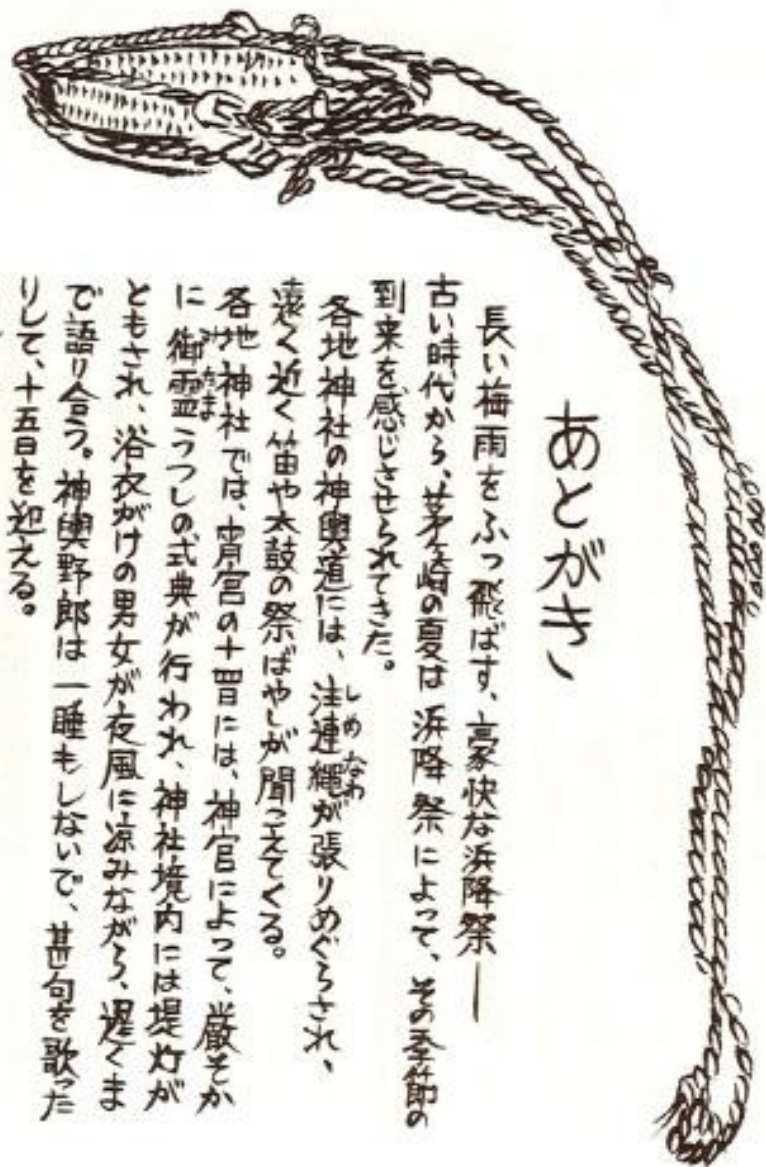 あとがき
長い梅雨をふっ飛ばす、豪快な浜降祭——
古い時代から、茅ヶ崎の夏は浜降祭によって、その季節の
到来を感じさせられてきた。
各地神社の神輿道には、注連縄が張りめぐらされ、
しめなわ
遠く近く笛や太鼓の祭ばやしが聞こえてくる。
各地神社では、宵宮の十四日には、神官によって、厳そか
に御霊うつしの式典が行われ、神社境内には堤灯が
みたま
ともされ、浴衣がけの男女が夜風に涼みながら、遅くま
で語り合う。神輿野郎は一睡もしないで、甚句を歌った
りして、十五日を迎える。